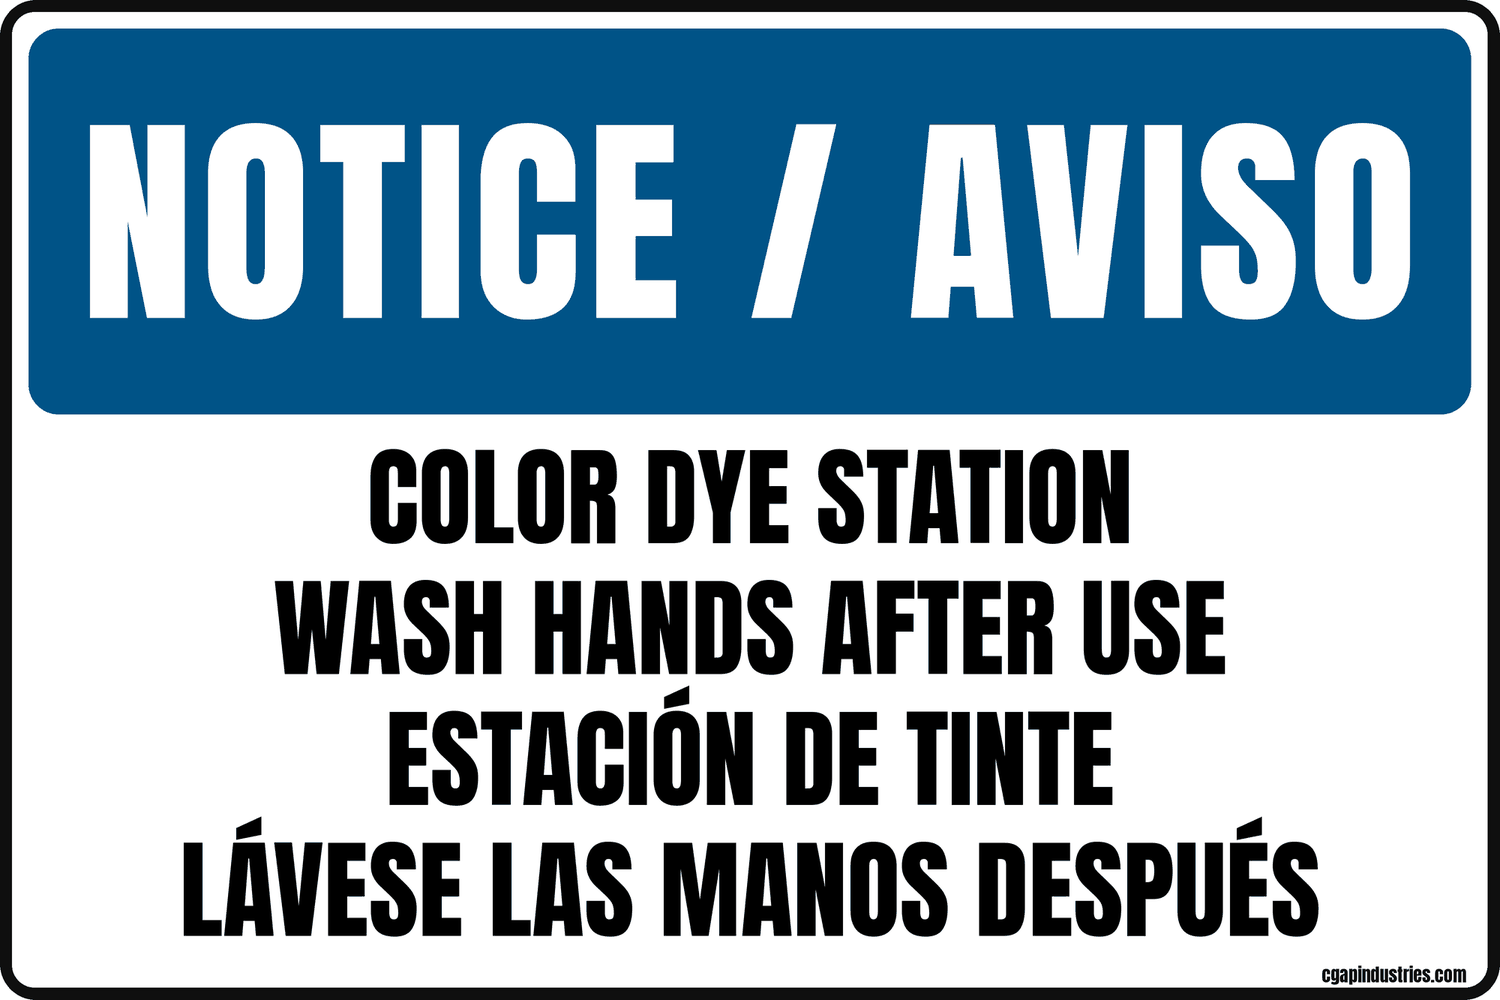 NOTICE / AVISO
COLOR DYE STATION
WASH HANDS AFTER USE
ESTACIÓN DE TINTE
LÁVESE LAS MANOS DESPUÉS
cgapindustries.com